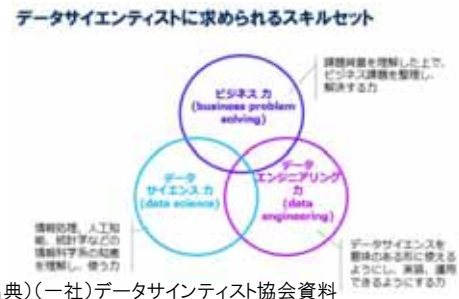 データサイエンティストに求められるスキルセット
課題背景を理解した上で、
ビジネス課題を整理し、
解決する力
ビジネス 力
(business problem
solving)
データ
サイエンス 力
(data science)
データ
エンジニアリング
力
(data
engineering)
情報処理、人工知
能、統計学などの
情報科学系の知恵
を理解し、使う力
データサイエンスを
意味のある形に使える
ようにし、実装、運用
できるようにする力
出典)(一社)データサインティスト協会資料